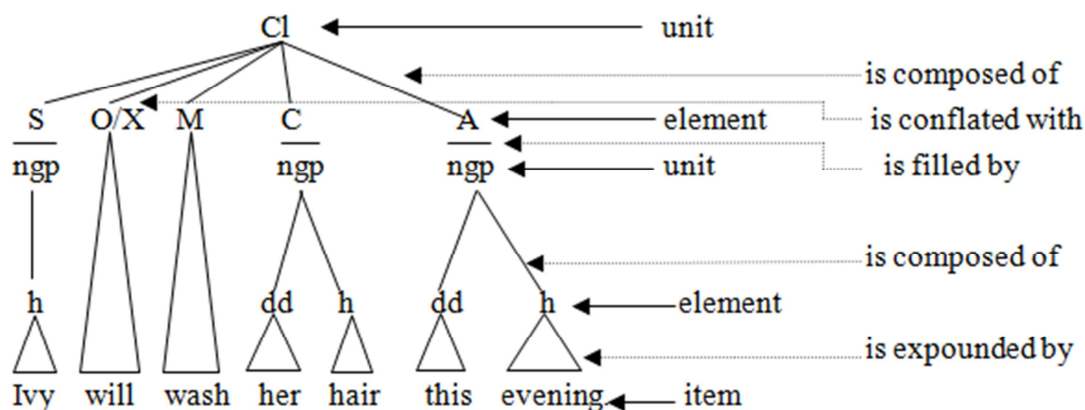 Cl unit
is composed of
S O/X M C A element is conflated with
ngp ngp ngp unit is filled by
is composed of
h dd h dd h element
is expounded by
Ivy will wash her hair this evening. item